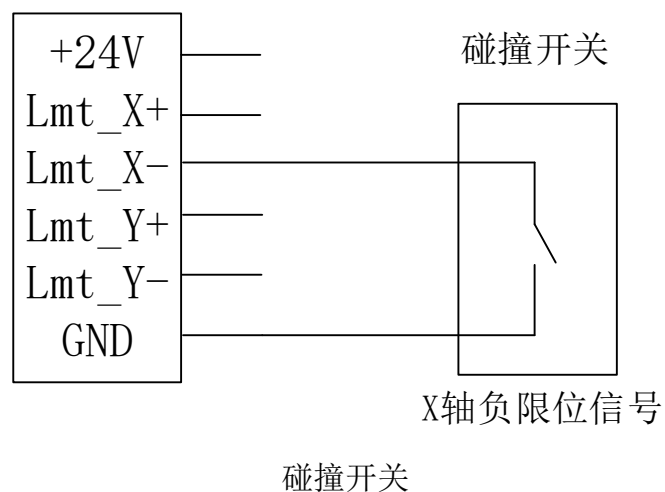 +24V
碰撞开关
Lmt_X+
Lmt_X-
Lmt_Y+
Lmt_Y-
GND
X轴负限位信号
碰撞开关